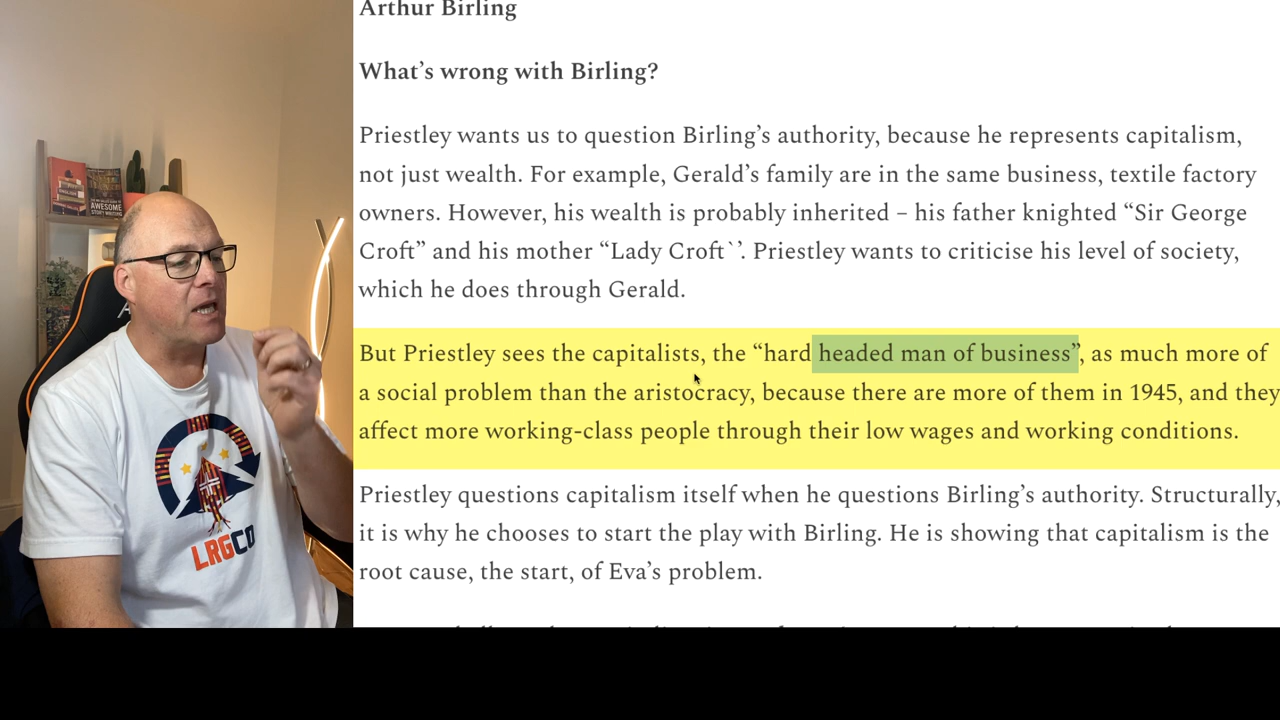 Arthur Birling
What’s wrong with Birling?
Priestley wants us to question Birling’s authority, because he represents capitalism,
not just wealth. For example, Gerald’s family are in the same business, textile factory
owners. However, his wealth is probably inherited – his father knighted “Sir George
Croft” and his mother “Lady Croft``’. Priestley wants to criticise his level of society,
which he does through Gerald.
But Priestley sees the capitalists, the “hard headed man of business”, as much more of
a social problem than the aristocracy, because there are more of them in 1945, and they
affect more working-class people through their low wages and working conditions.
Priestley questions capitalism itself when he questions Birling’s authority. Structurally,
it is why he chooses to start the play with Birling. He is showing that capitalism is the
root cause, the start, of Eva’s problem.
AWESOME
STORY WRITING
LRGCO